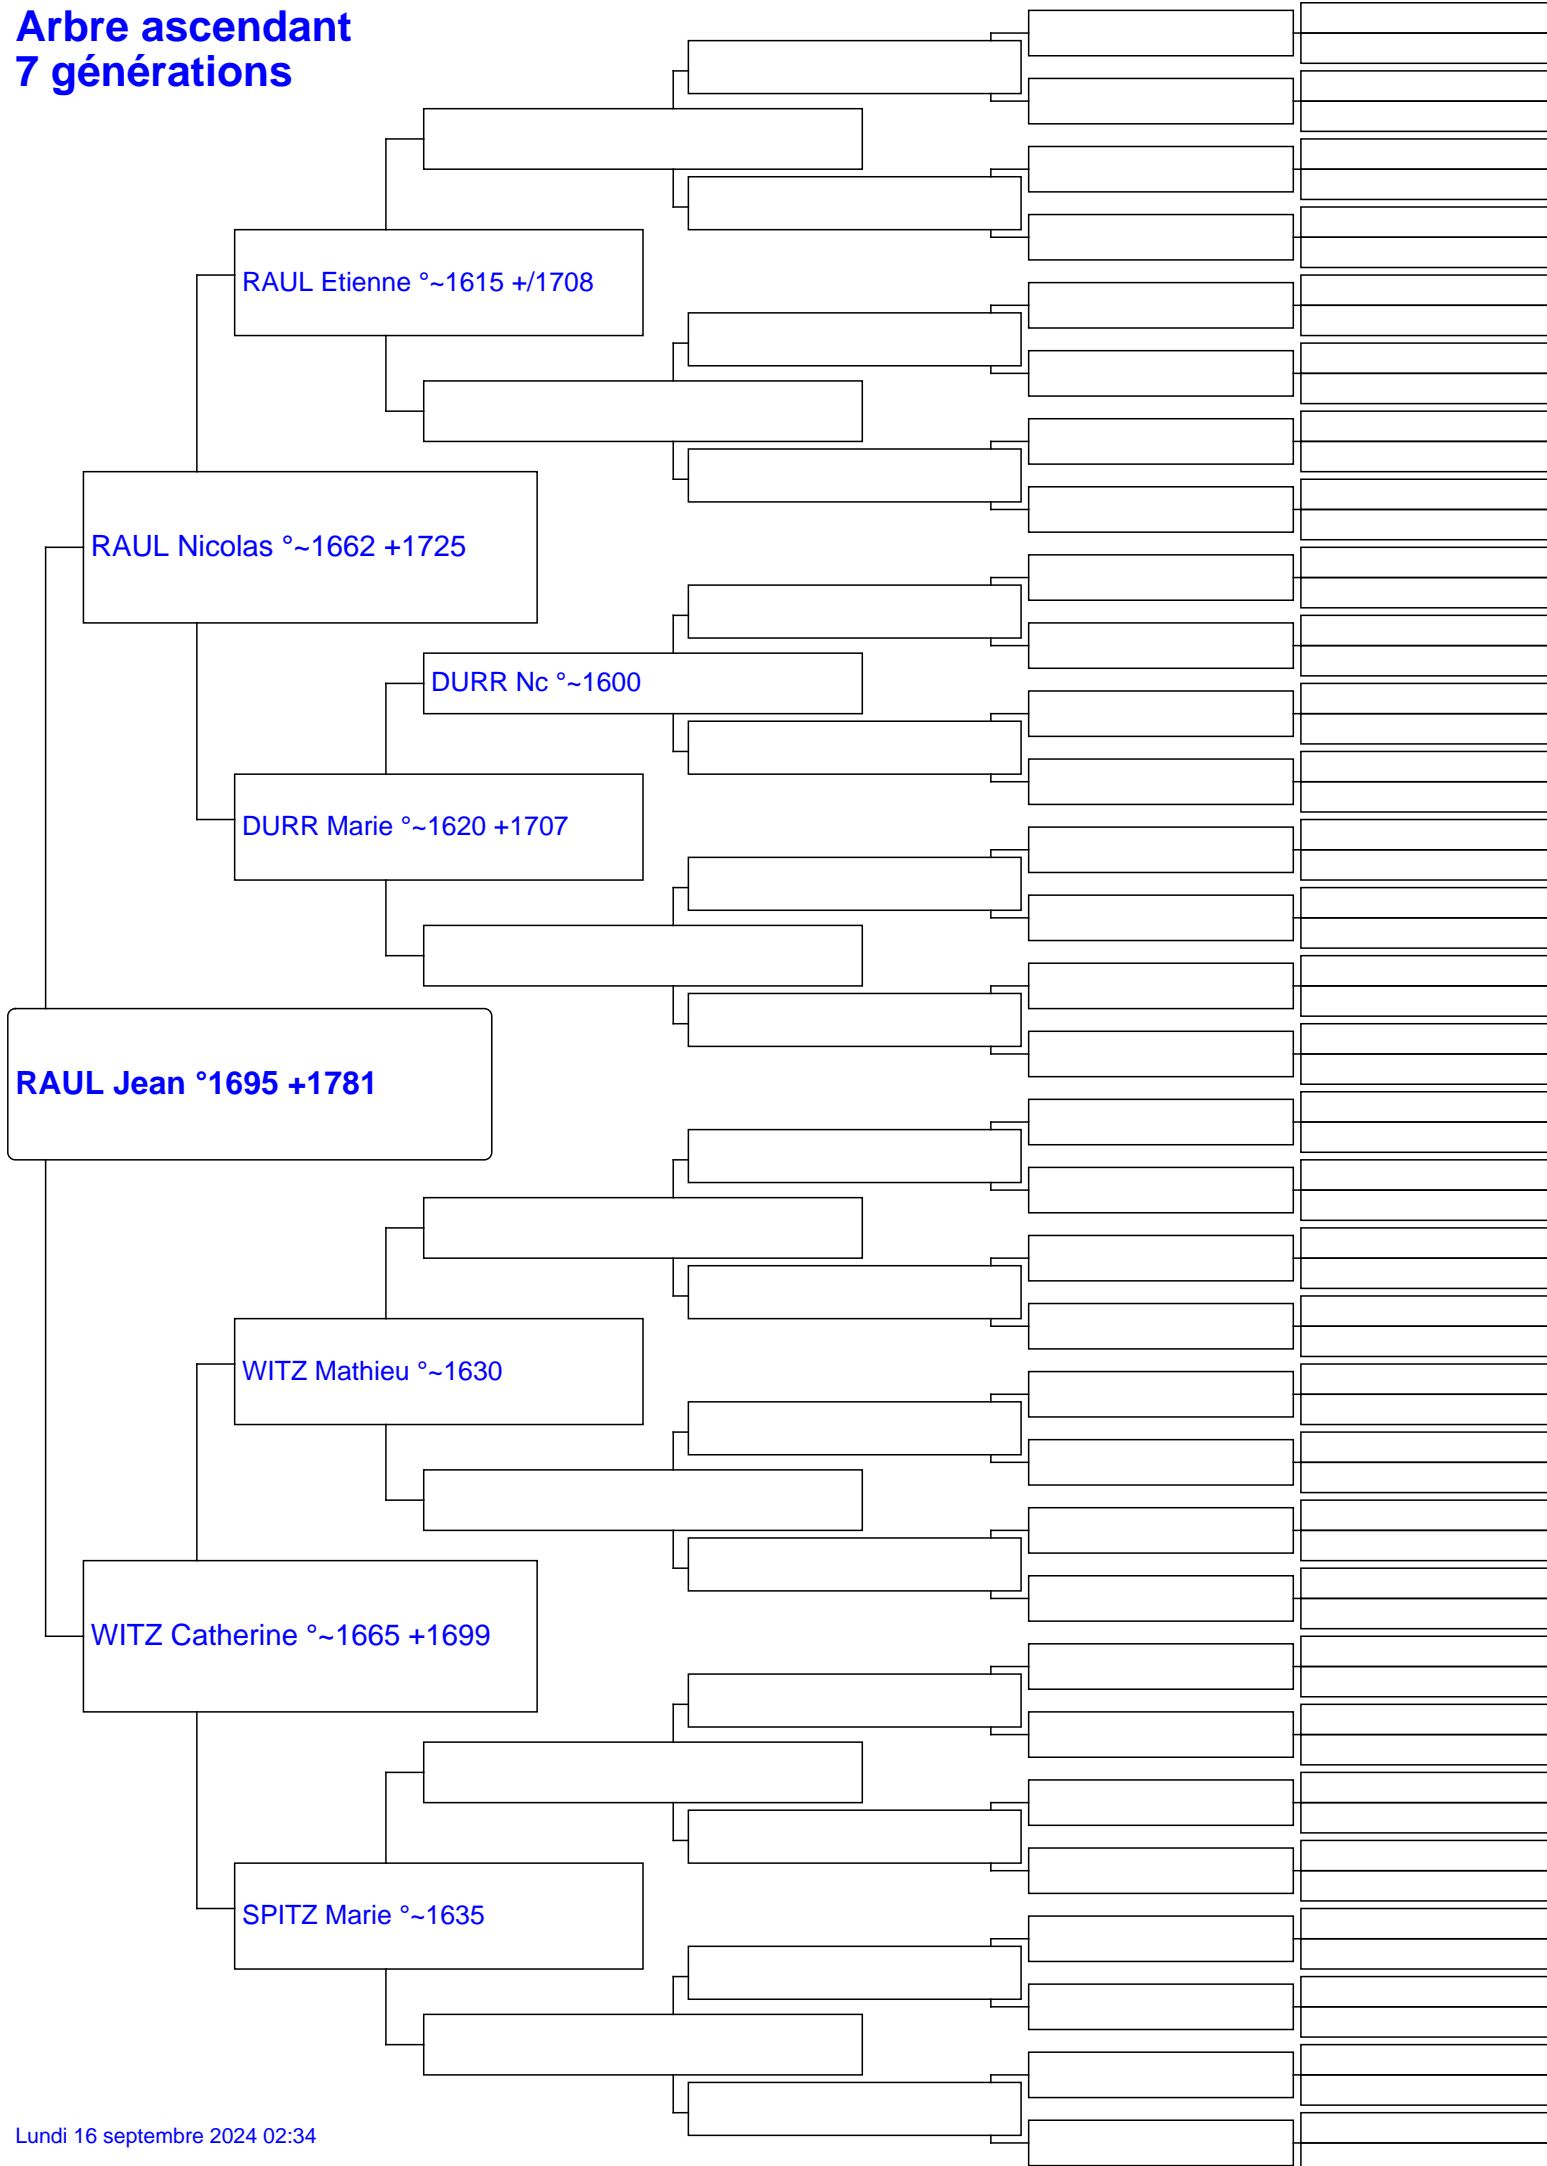 Arbre ascendant
7 générations
RAUL Etienne °~1615 +/1708
RAUL Nicolas °~1662 +1725
DURR Nc °~1600
DURR Marie °~1620 +1707
RAUL Jean °1695 +1781
WITZ Mathieu °~1630
WITZ Catherine °~1665 +1699
SPITZ Marie °~1635
Lundi 16 septembre 2024 02:34